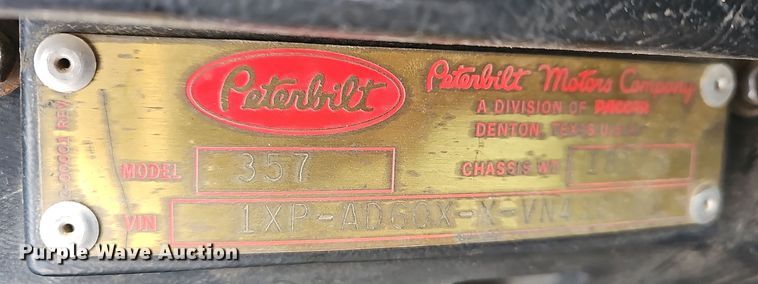 Peterbilt
Peterbilt Motors Company
A DIVISION OF PACCAR
DENTON, TEXAS U.S.A.
MODEL 357
CHASSIS WT.
VIN 1XP-AD60X-X-VN4
Purple Wave Auction